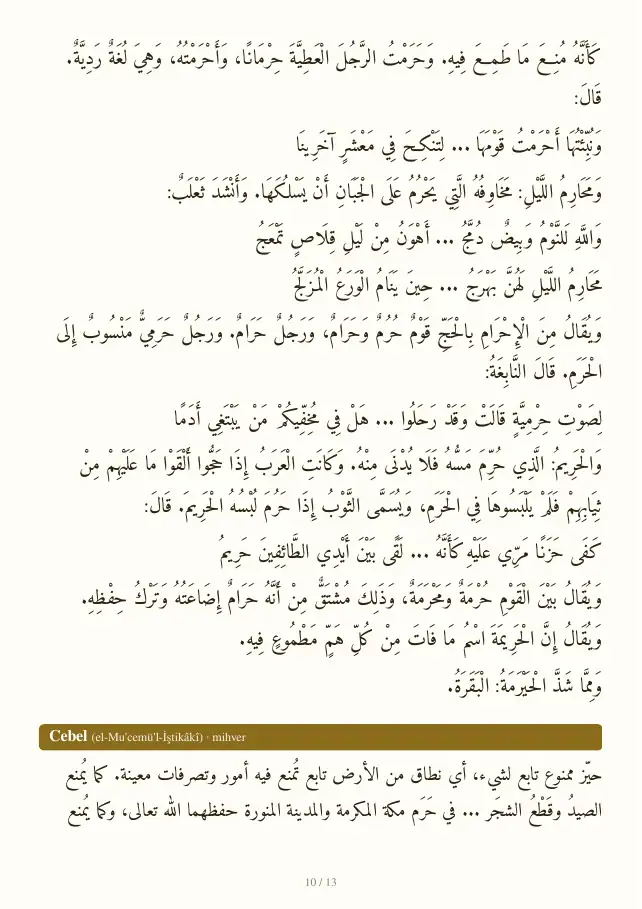 كَأَنَّهُ مُنِعَ مَا طَمِعَ فِيهِ. وَحَرَمْتُ الرَّجُلَ الْعَطِيَّةَ حِرْمَانًا، وَأَحْرَمْتُهُ، وَهِيَ لُغَةٌ رَدِيَّةٌ.
قَالَ:
وَنُبِّئْتُهَا أَحْرَمْتُ قَوْمَهَا ... لِتَنْكِحَ فِي مَعْشَرٍ آخَرِينَا
وَمَحَارِمُ اللَّيْلِ: مَخَاوِفُهُ الَّتِي يَحْرُمُ عَلَى الْجَبَانِ أَنْ يَسْلُكَهَا. وَأَنْشَدَ ثَعْلَبٌ:
وَاللَّهِ لَلنَّوْمُ وَبِيضٌ دُمَّجُ ... أَهْوَنُ مِنْ لَيْلِ قِلَاصٍ تَمْعَجُ
مَحَارِمُ اللَّيْلِ لَهُنَّ بَهْرَجُ ... حِينَ يَنَامُ الْوَرَعُ الْمُزَلَّجُ
وَيُقَالُ مِنَ الْإِحْرَامِ بِالْحَجِّ قَوْمٌ حُرُمٌ وَحَرَامٌ، وَرَجُلٌ حَرَامٌ. وَرَجُلٌ حَرَمِيٌّ مَنْسُوبٌ إِلَى
الْحَرَمِ. قَالَ النَّابِغَةُ:
لِصَوْتِ حِرْمِيَّةٍ قَالَتْ وَقَدْ رَحَلُوا ... هَلْ فِي مُخِفِّيكُمْ مَنْ يَبْتَغِي أَدَمًا
وَالْحَرِيمُ: الَّذِي حُرِّمَ مَسُّهُ فَلَا يُدْنَى مِنْهُ. وَكَانَتِ الْعَرَبُ إِذَا حَجُّوا أَلْقَوْا مَا عَلَيْهِمْ مِنْ
ثِيَابِهِمْ فَلَمْ يَلْبَسُوهَا فِي الْحَرَمِ، وَيُسَمَّى الثَّوْبُ إِذَا حَرُمَ لُبْسُهُ الْحَرِيمَ. قَالَ:
كَفَى حَزَنًا مَرِّي عَلَيْهِ كَأَنَّهُ ... لَقًى بَيْنَ أَيْدِي الطَّائِفِينَ حَرِيمُ
وَيُقَالُ بَيْنَ الْقَوْمِ حُرْمَةٌ وَمَحْرَمَةٌ، وَذَلِكَ مُشْتَقٌّ مِنْ أَنَّهُ حَرَامٌ إِضَاعَتُهُ وَتَرْكُ حِفْظِهِ.
وَيُقَالُ إِنَّ الْحَرِيمَةَ اسْمُ مَا فَاتَ مِنْ كُلِّ هَمٍّ مَطْمُوعٍ فِيهِ.
وَمِمَّا شَذَّ الْحَيْرَمَةُ: الْبَقَرَةُ.
Cebel (el-Mu'cemü'l-İştikâkî) · mihver
حيّز ممنوع تابع لشيء، أي نطاق من الأرض تابع تُمنع فيه أمور وتصرفات معينة. كما يُمنع
الصيدُ وقَطْعُ الشجَر ... في حَرَم مكة المكرمة والمدينة المنورة حفظهما الله تعالى، وكما يُمنع
10 / 13